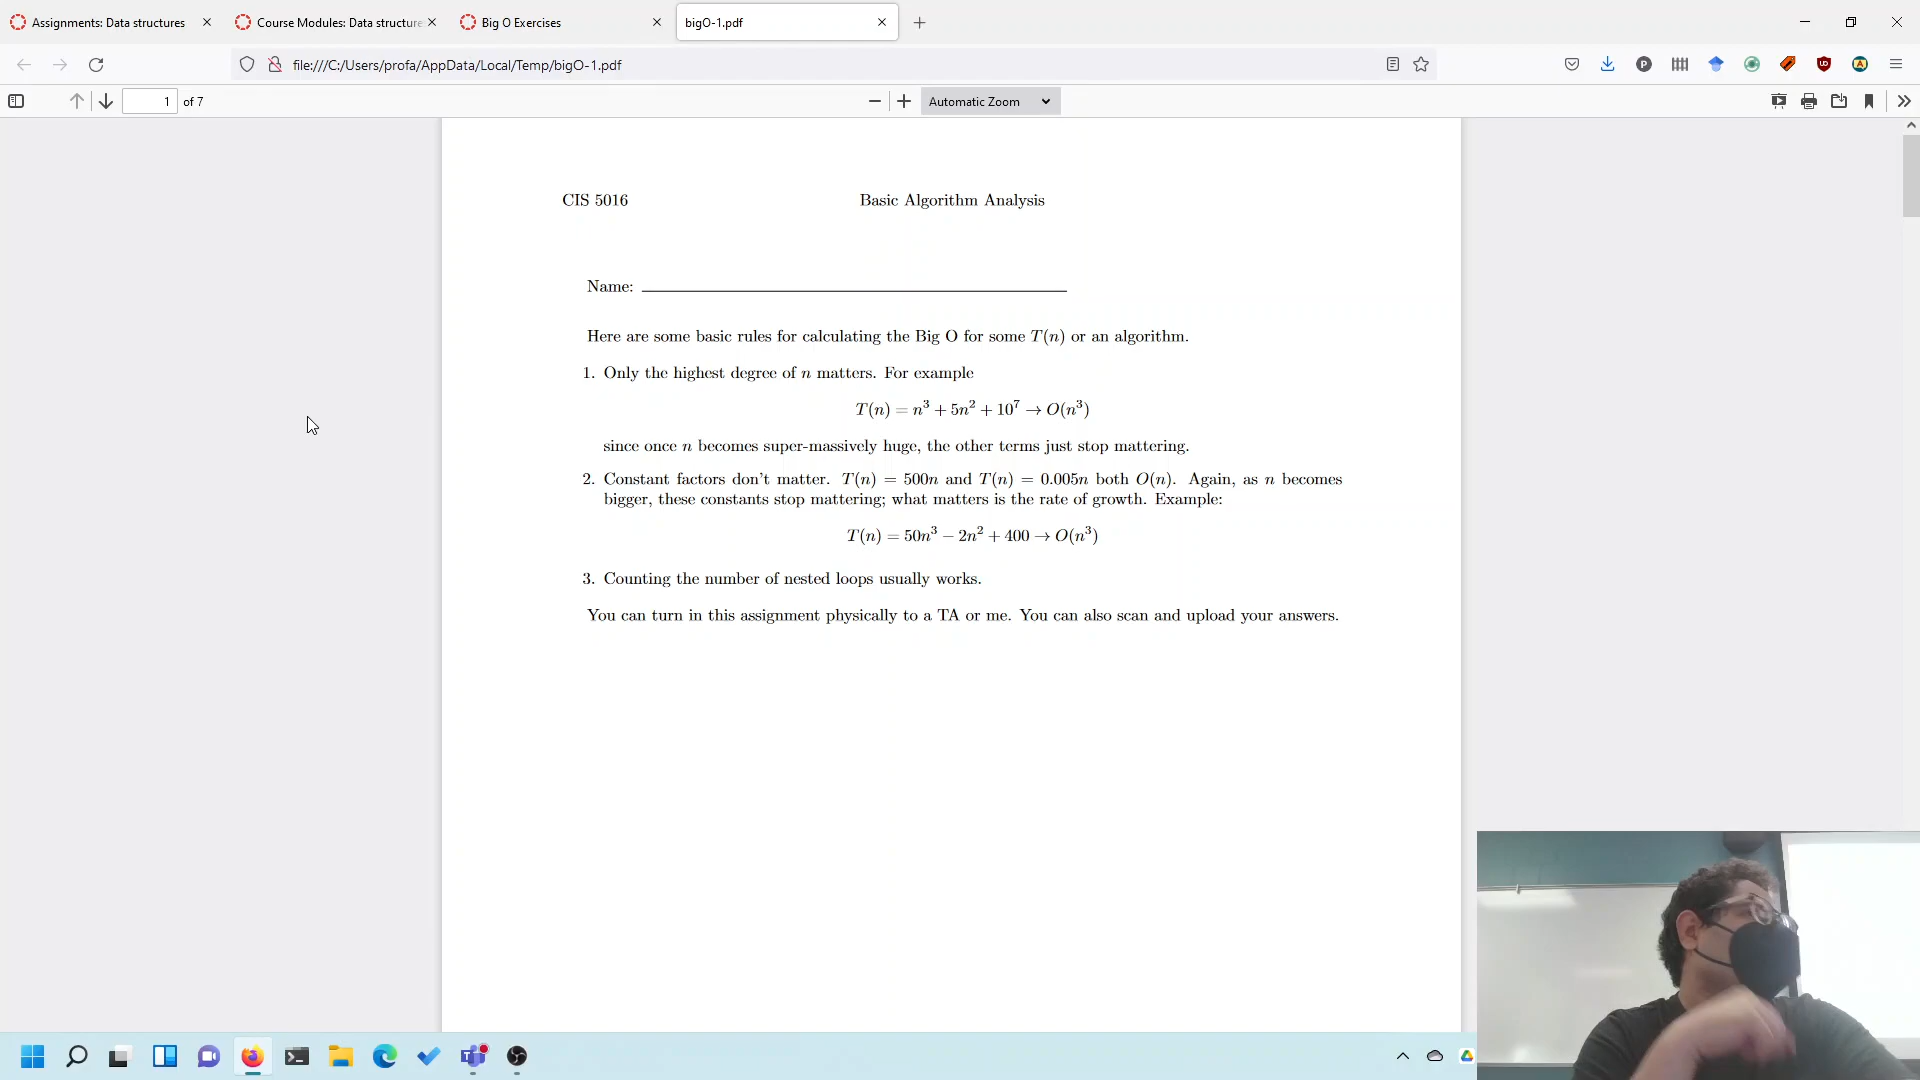 Assignments: Data structures
Course Modules: Data structure
Big O Exercises
bigO-1.pdf
file:///C:/Users/profa/AppData/Local/Temp/bigO-1.pdf
1 of 7
Automatic Zoom
CIS 5016 Basic Algorithm Analysis
Name:
Here are some basic rules for calculating the Big O for some T(n) or an algorithm.
1. Only the highest degree of n matters. For example
T(n) = n³ + 5n² + 10⁷ → O(n³)
since once n becomes super-massively huge, the other terms just stop mattering.
2. Constant factors don't matter. T(n) = 500n and T(n) = 0.005n both O(n). Again, as n becomes
bigger, these constants stop mattering; what matters is the rate of growth. Example:
T(n) = 50n³ − 2n² + 400 → O(n³)
3. Counting the number of nested loops usually works.
You can turn in this assignment physically to a TA or me. You can also scan and upload your answers.